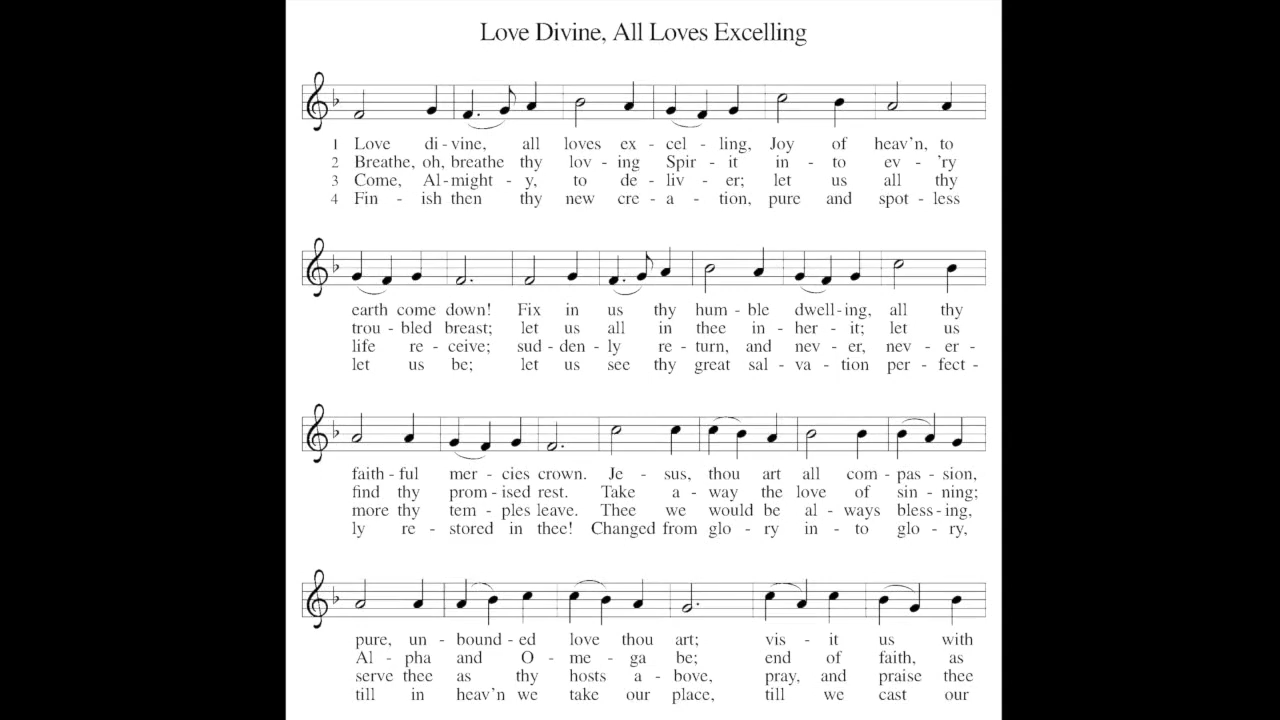 Love Divine, All Loves Excelling
1 Love di - vine, all loves ex - cel - ling, Joy of heav'n, to
2 Breathe, oh, breathe thy lov - ing Spir - it in - to ev - 'ry
3 Come, Al - might - y, to de - liv - er; let us all thy
4 Fin - ish then thy new cre - a - tion, pure and spot - less
earth come down! Fix in us thy hum - ble dwell - ing, all thy
trou - bled breast; let us all in thee in - her - it; let us
life re - ceive; sud - den - ly re - turn, and nev - er, nev - er -
let us be; let us see thy great sal - va - tion per - fect -
faith - ful mer - cies crown. Je - sus, thou art all com - pas - sion,
find thy prom - ised rest. Take a - way the love of sin - ning;
more thy tem - ples leave. Thee we would be al - ways bless - ing,
ly re - stored in thee! Changed from glo - ry in - to glo - ry,
pure, un - bound - ed love thou art; vis - it us with
Al - pha and O - me - ga be; end of faith, as
serve thee as thy hosts a - bove, pray, and praise thee
till in heav'n we take our place, till we cast our